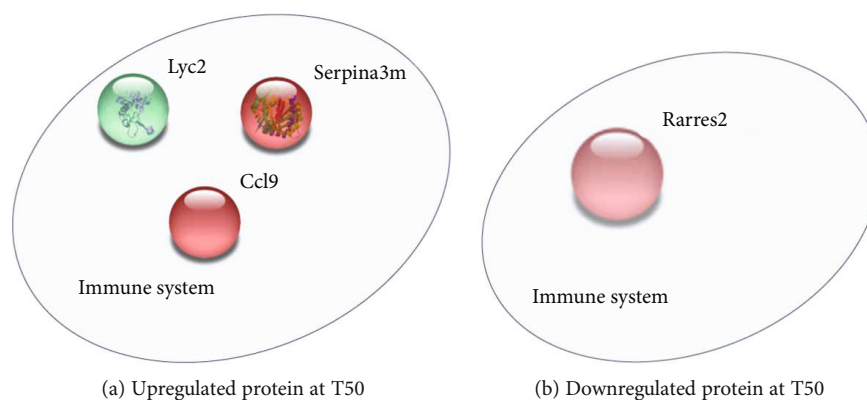 Lyc2
Serpina3m
Ccl9
Immune system
(a) Upregulated protein at T50
Rarres2
Immune system
(b) Downregulated protein at T50